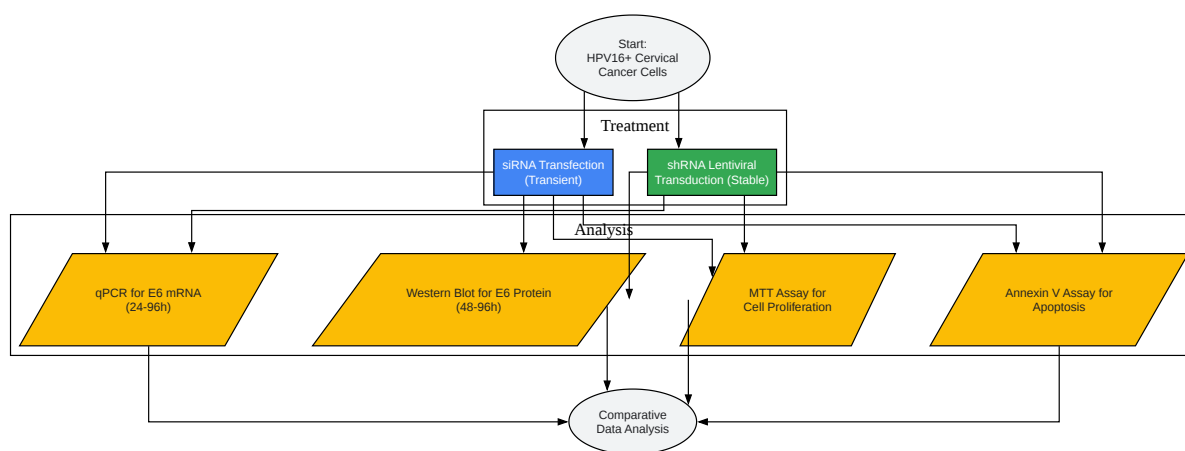 Start:
HPV16+ Cervical
Cancer Cells
Treatment
siRNA Transfection
(Transient)
shRNA Lentiviral
Transduction (Stable)
Analysis
qPCR for E6 mRNA
(24-96h)
Western Blot for E6 Protein
(48-96h)
MTT Assay for
Cell Proliferation
Annexin V Assay for
Apoptosis
Comparative
Data Analysis